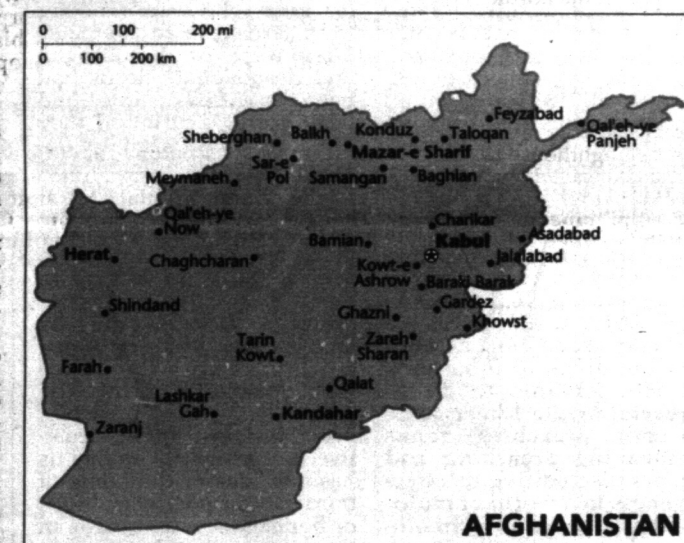 0 100 200 mi
0 100 200 km
Feyzabad
Konduz
Taloqan
Qal'eh-ye
Panjeh
Sheberghan
Balkh
Mazar-e Sharif
Sar-e
Pol
Samangan
Baghlan
Meymaneh
Qal'eh-ye
Now
Charikar
Asadabad
Bamian
Kabul
Herat
Chaghcharan
Jalalabad
Kowt-e
Ashrow
Baraki Barak
Shindand
Ghazni
Gardez
Khowst
Tarin
Kowt
Zareh
Sharan
Farah
Qalat
Lashkar
Gah
Kandahar
Zaranj
AFGHANISTAN